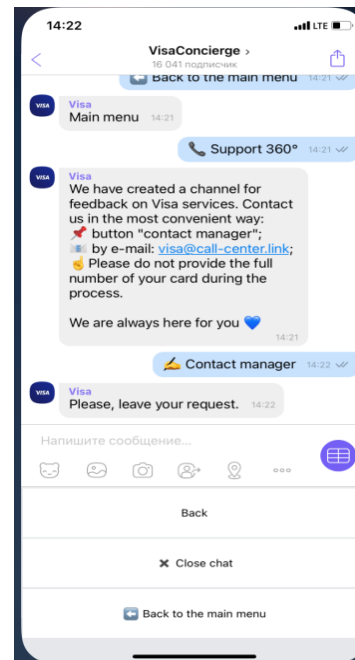 14:22
LTE
VisaConcierge >
16 041 подписчик
Back to the main menu 14:21
VISA
Visa
Main menu 14:21
Support 360° 14:21
VISA
Visa
We have created a channel for
feedback on Visa services. Contact
us in the most convenient way:
📌 button "contact manager";
📧 by e-mail: visa@call-center.link;
☝️ Please do not provide the full
number of your card during the
process.
We are always here for you 💙
14:21
✍️ Contact manager 14:22
VISA
Visa
Please, leave your request. 14:22
Напишите сообщение...
Back
✖ Close chat
Back to the main menu